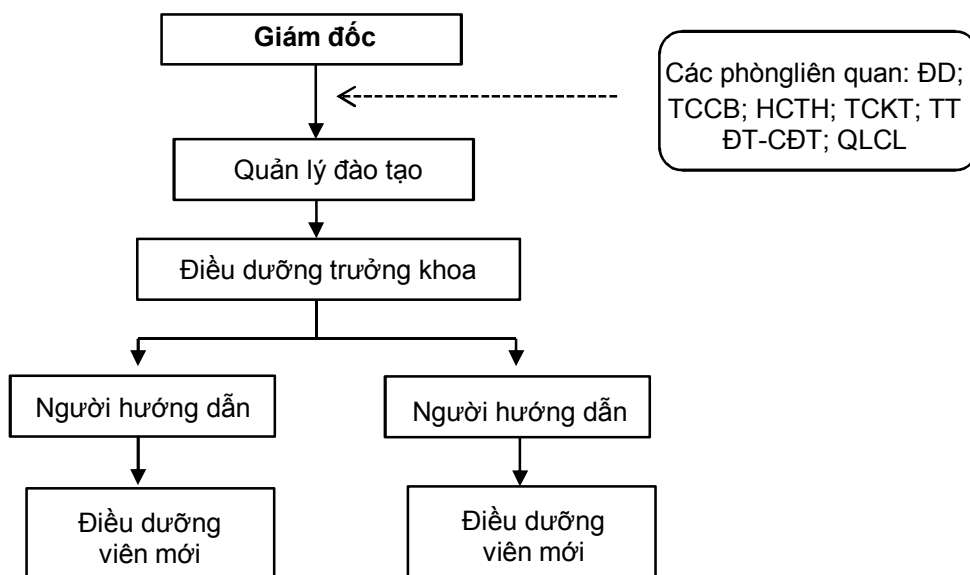 Giám đốc
Các phòngliên quan: ĐD;
TCCB; HCTH; TCKT; TT
ĐT-CĐT; QLCL
Quản lý đào tạo
Điều dưỡng trưởng khoa
Người hướng dẫn
Người hướng dẫn
Điều dưỡng
viên mới
Điều dưỡng
viên mới